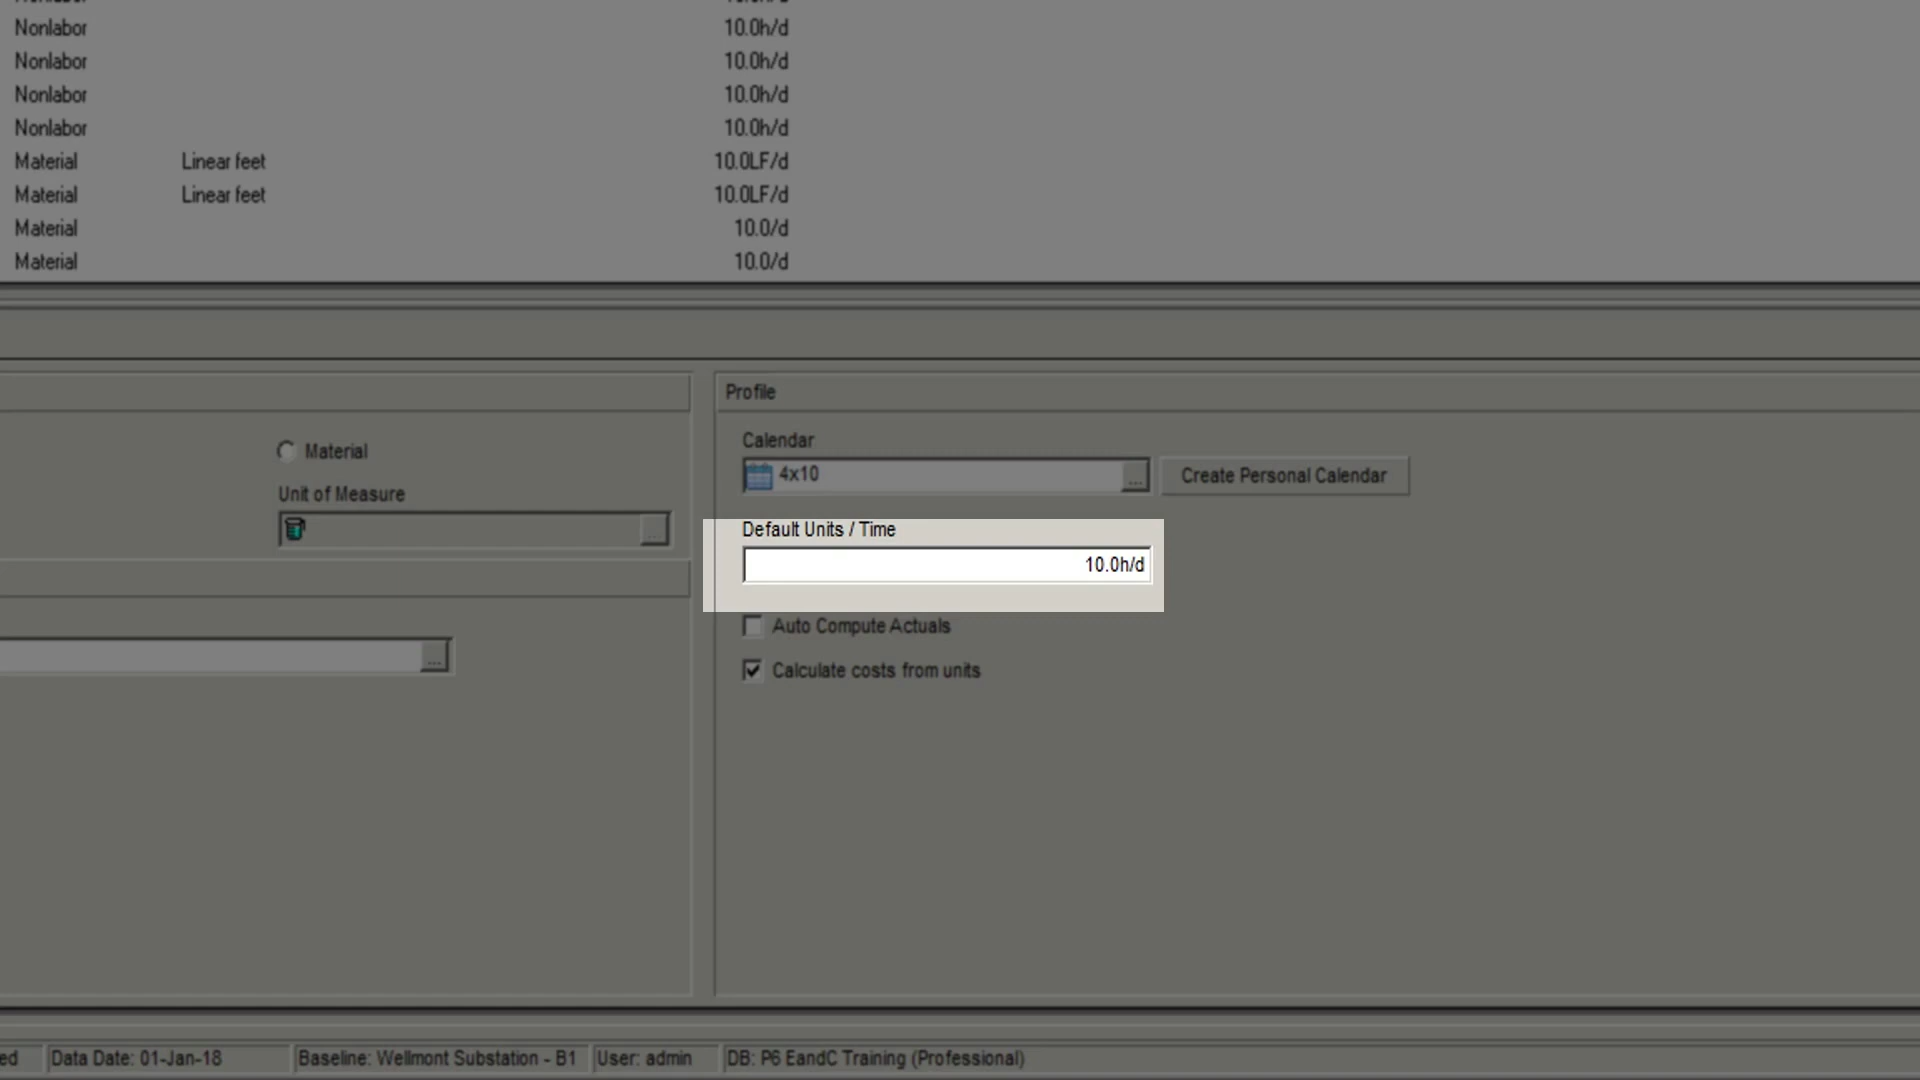 Nonlabor 10.0h/d
Nonlabor 10.0h/d
Nonlabor 10.0h/d
Nonlabor 10.0h/d
Material Linear feet 10.0LF/d
Material Linear feet 10.0LF/d
Material 10.0/d
Material 10.0/d
Profile
Calendar
Material
4x10 ... Create Personal Calendar
Unit of Measure
...
Default Units / Time
10.0h/d
Auto Compute Actuals
...
Calculate costs from units
ed Data Date: 01-Jan-18 Baseline: Wellmont Substation - B1 User: admin DB: P6 EandC Training (Professional)